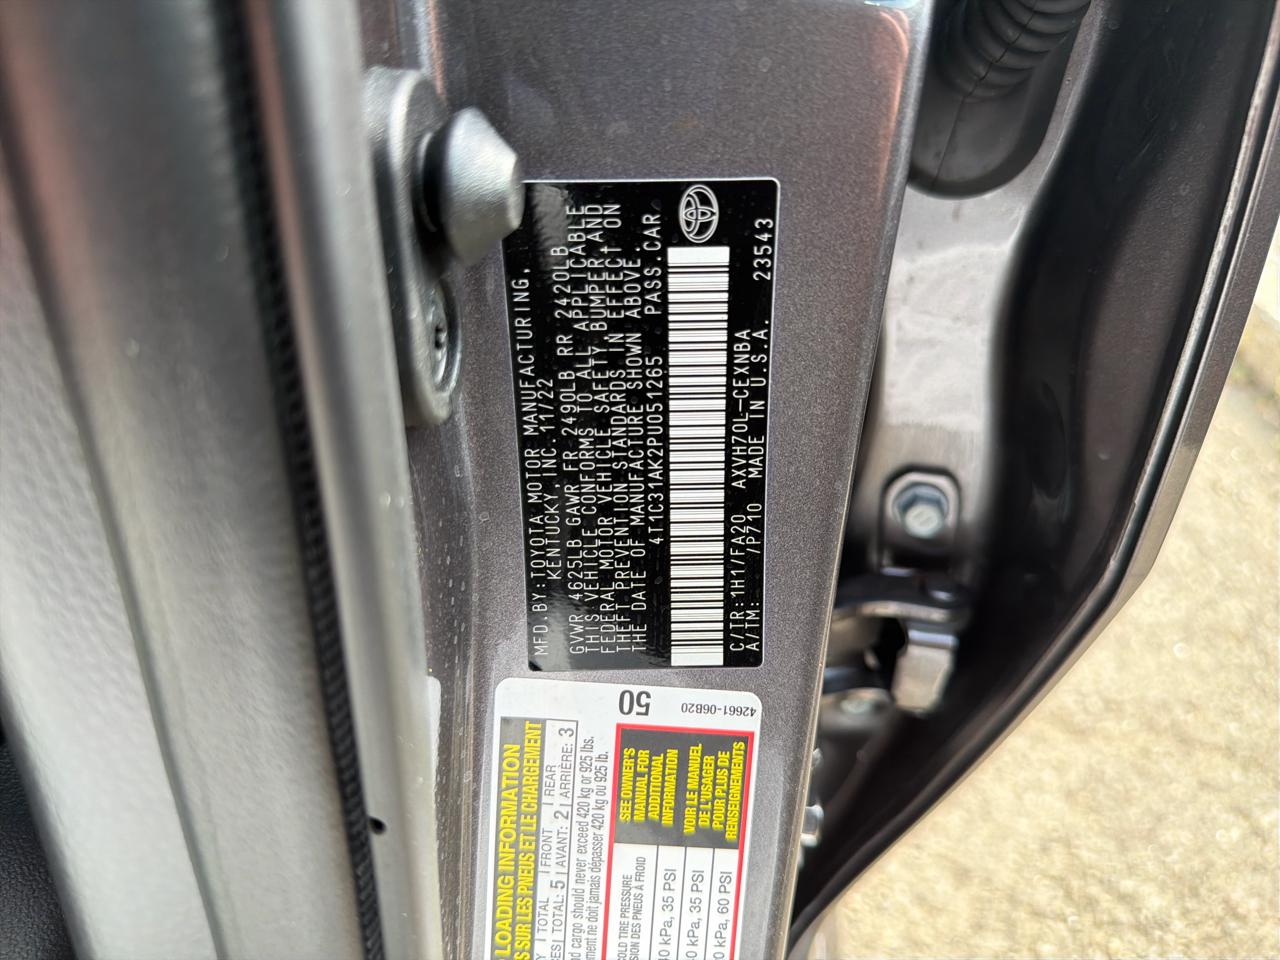 MFD.BY:TOYOTA MOTOR MANUFACTURING,
KENTUCKY,INC.11/22
GVWR 4625LB GAWR FR 2490LB RR 2420LB
THIS VEHICLE CONFORMS TO ALL APPLICABLE
FEDERAL MOTOR VEHICLE SAFETY,BUMPER,AND
THEFT PREVENTION STANDARDS IN EFFECT ON
THE DATE OF MANUFACTURE SHOWN ABOVE.
4T1C31AK2PU051265 PASS.CAR
23543
C/TR:1H1/FA20 AXVH70L-CEXNBA
A/TM: /P710 MADE IN U.S.A.
50
42661-06B20
LOADING INFORMATION
SUR LES PNEUS ET LE CHARGEMENT
TOTAL FRONT REAR
TOTAL: 5 AVANT: 2 ARRIÈRE: 3
cargo should never exceed 420 kg or 925 lbs.
ne doit jamais dépasser 420 kg ou 925 lb.
COLD TIRE PRESSURE
DES PNEUS À FROID
kPa, 35 PSI
kPa, 35 PSI
kPa, 60 PSI
SEE OWNER'S
MANUAL FOR
ADDITIONAL
INFORMATION
VOIR LE MANUEL
DE L'USAGER
POUR PLUS DE
RENSEIGNEMENTS